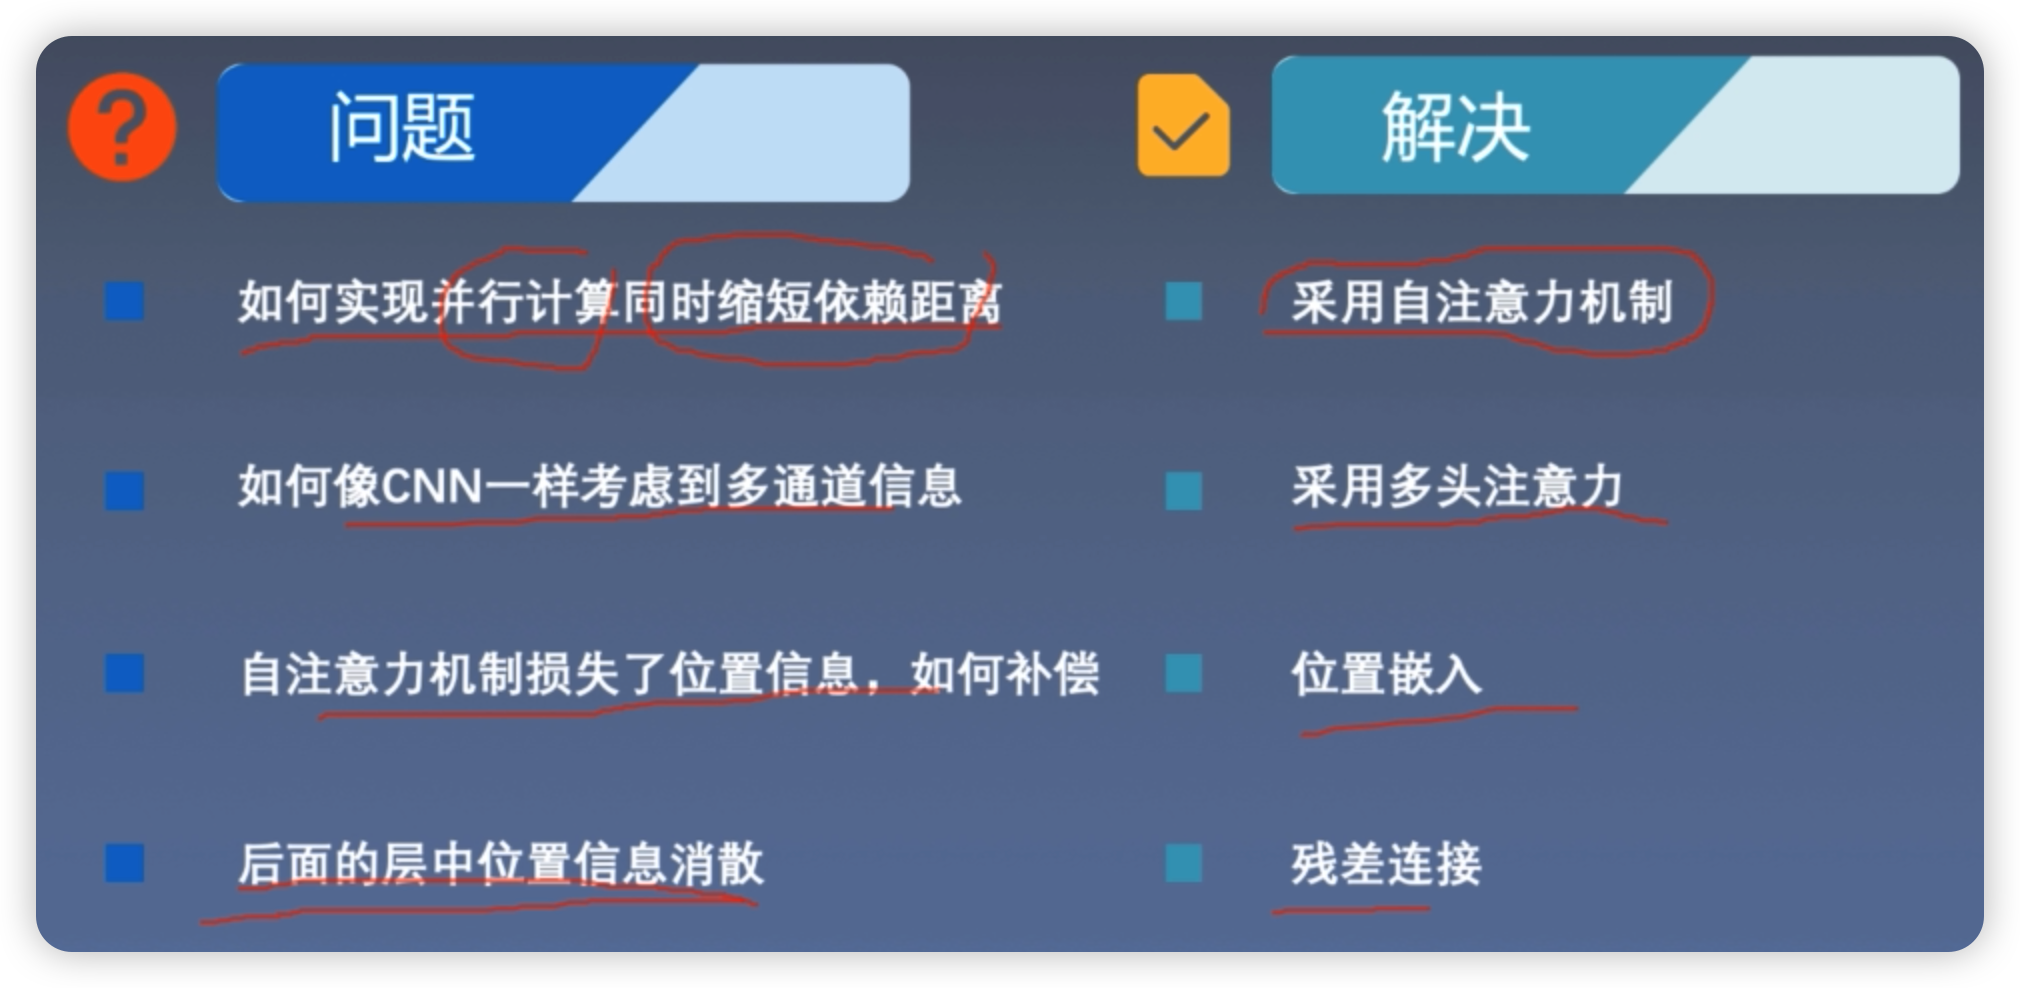 问题
解决
如何实现并行计算同时缩短依赖距离
采用自注意力机制
如何像CNN一样考虑到多通道信息
采用多头注意力
自注意力机制损失了位置信息，如何补偿
位置嵌入
后面的层中位置信息消散
残差连接